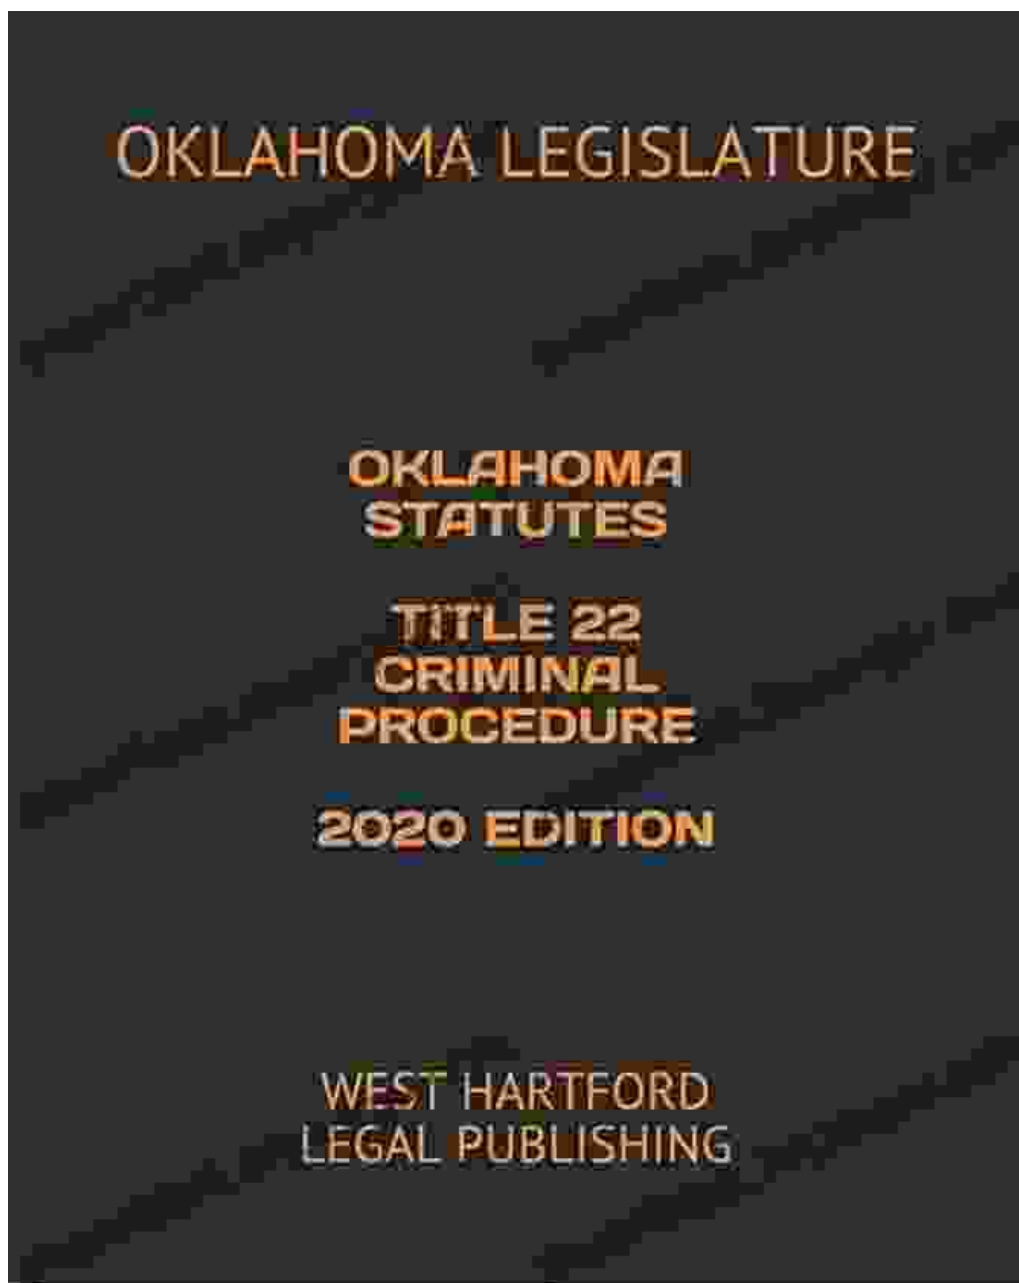 OKLAHOMA LEGISLATURE
OKLAHOMA
STATUTES
TITLE 22
CRIMINAL
PROCEDURE
2020 EDITION
WEST HARTFORD
LEGAL PUBLISHING